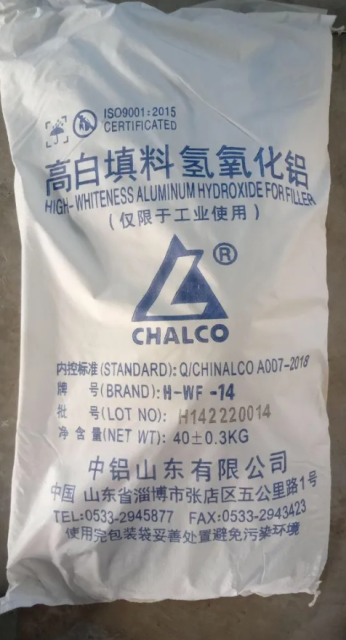 ISO9001:2015
CERTIFICATED
高白填料氢氧化铝
HIGH-WHITENESS ALUMINUM HYDROXIDE FOR FILLER
(仅限于工业使用)
®
CHALCO
内控标准(STANDARD): Q/CHINALCO A007-2018
牌 号(BRAND): H-WF-14
批 号(LOT NO): H142220014
净含量(NET WT): 40±0.3KG
中铝山东有限公司
中国 山东省淄博市张店区五公里路1号
TEL:0533-2945877 FAX:0533-2943423
使用完包装袋妥善处置避免污染环境